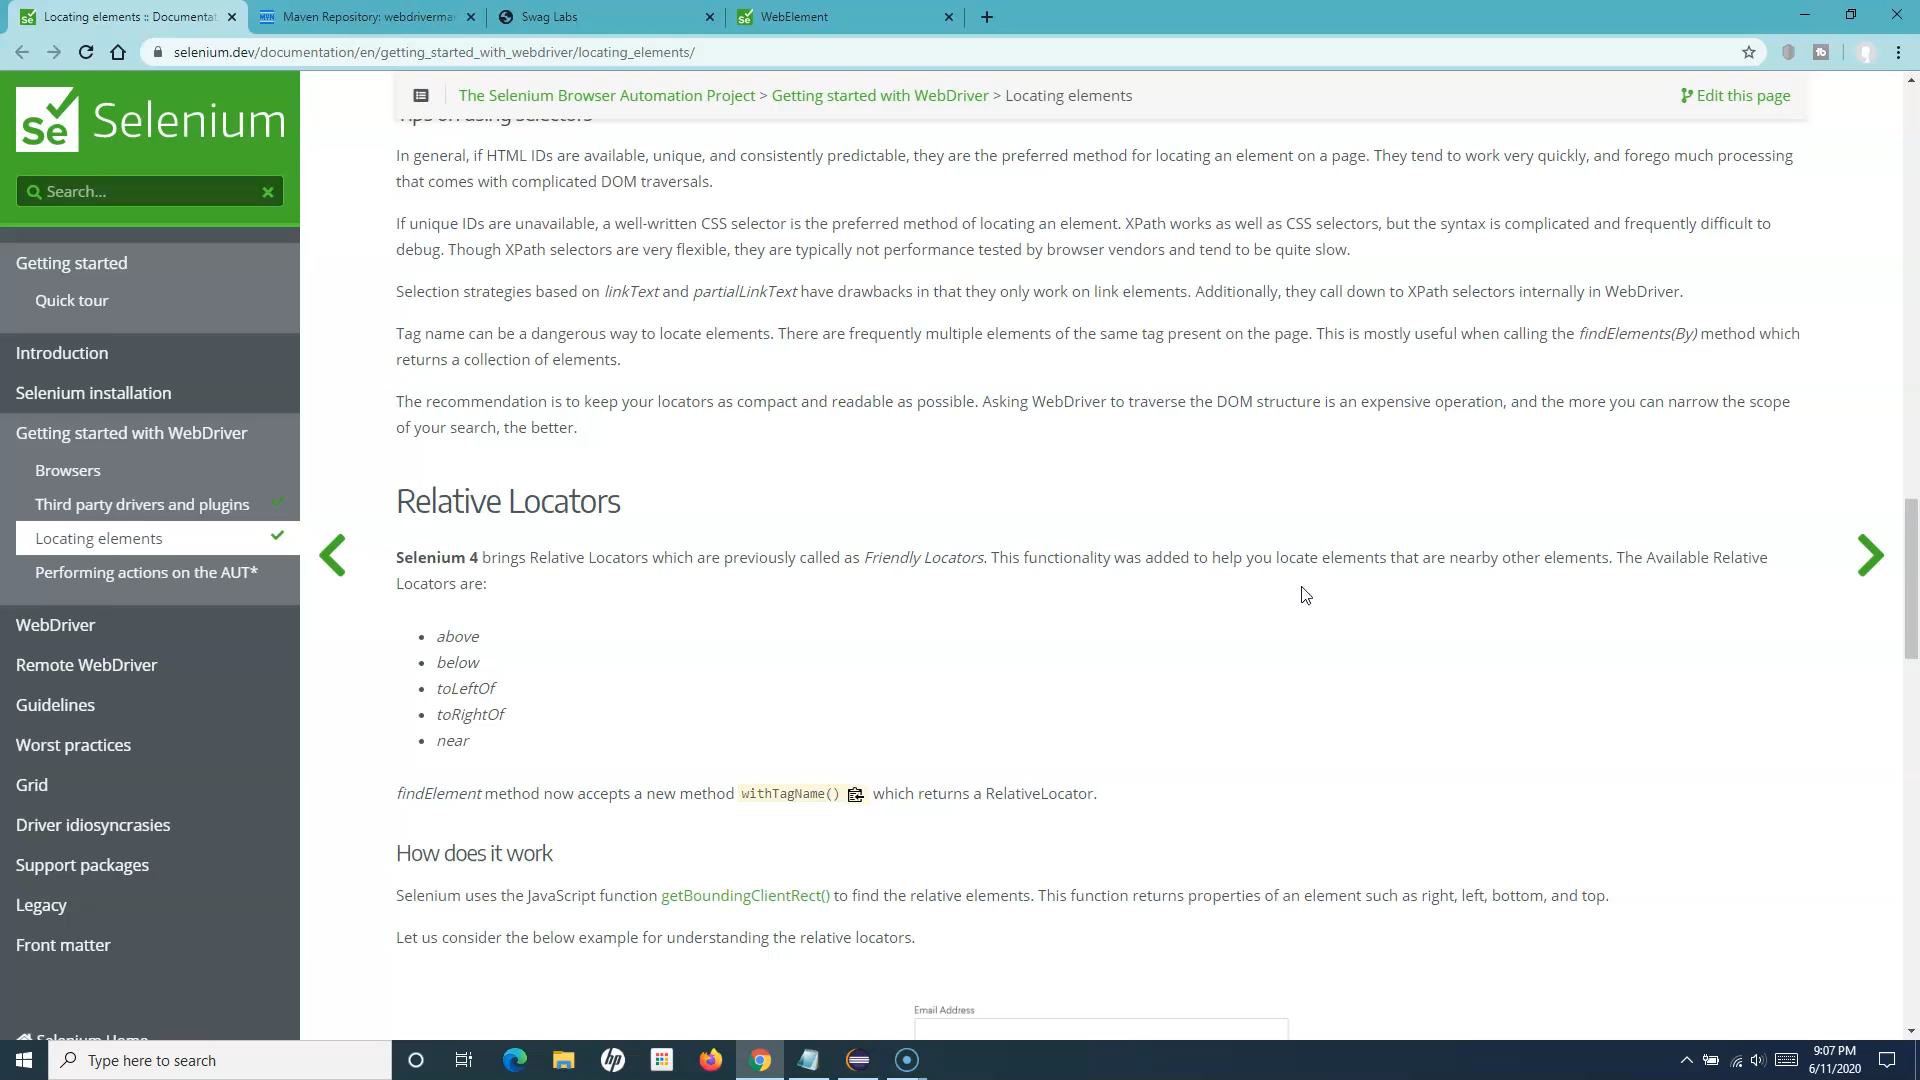 Locating elements :: Documentat
Maven Repository: webdriverma
Swag Labs
WebElement
selenium.dev/documentation/en/getting_started_with_webdriver/locating_elements/
Se Selenium
Search...
Getting started
Quick tour
Introduction
Selenium installation
Getting started with WebDriver
Browsers
Third party drivers and plugins
Locating elements
Performing actions on the AUT*
WebDriver
Remote WebDriver
Guidelines
Worst practices
Grid
Driver idiosyncrasies
Support packages
Legacy
Front matter
Selenium Home
The Selenium Browser Automation Project > Getting started with WebDriver > Locating elements
Edit this page
Tips on using selectors
In general, if HTML IDs are available, unique, and consistently predictable, they are the preferred method for locating an element on a page. They tend to work very quickly, and forego much processing
that comes with complicated DOM traversals.
If unique IDs are unavailable, a well-written CSS selector is the preferred method of locating an element. XPath works as well as CSS selectors, but the syntax is complicated and frequently difficult to
debug. Though XPath selectors are very flexible, they are typically not performance tested by browser vendors and tend to be quite slow.
Selection strategies based on linkText and partialLinkText have drawbacks in that they only work on link elements. Additionally, they call down to XPath selectors internally in WebDriver.
Tag name can be a dangerous way to locate elements. There are frequently multiple elements of the same tag present on the page. This is mostly useful when calling the findElements(By) method which
returns a collection of elements.
The recommendation is to keep your locators as compact and readable as possible. Asking WebDriver to traverse the DOM structure is an expensive operation, and the more you can narrow the scope
of your search, the better.
Relative Locators
Selenium 4 brings Relative Locators which are previously called as Friendly Locators. This functionality was added to help you locate elements that are nearby other elements. The Available Relative
Locators are:
• above
• below
• toLeftOf
• toRightOf
• near
findElement method now accepts a new method withTagName() which returns a RelativeLocator.
How does it work
Selenium uses the JavaScript function getBoundingClientRect() to find the relative elements. This function returns properties of an element such as right, left, bottom, and top.
Let us consider the below example for understanding the relative locators.
Email Address
Type here to search
hp
9:07 PM
6/11/2020